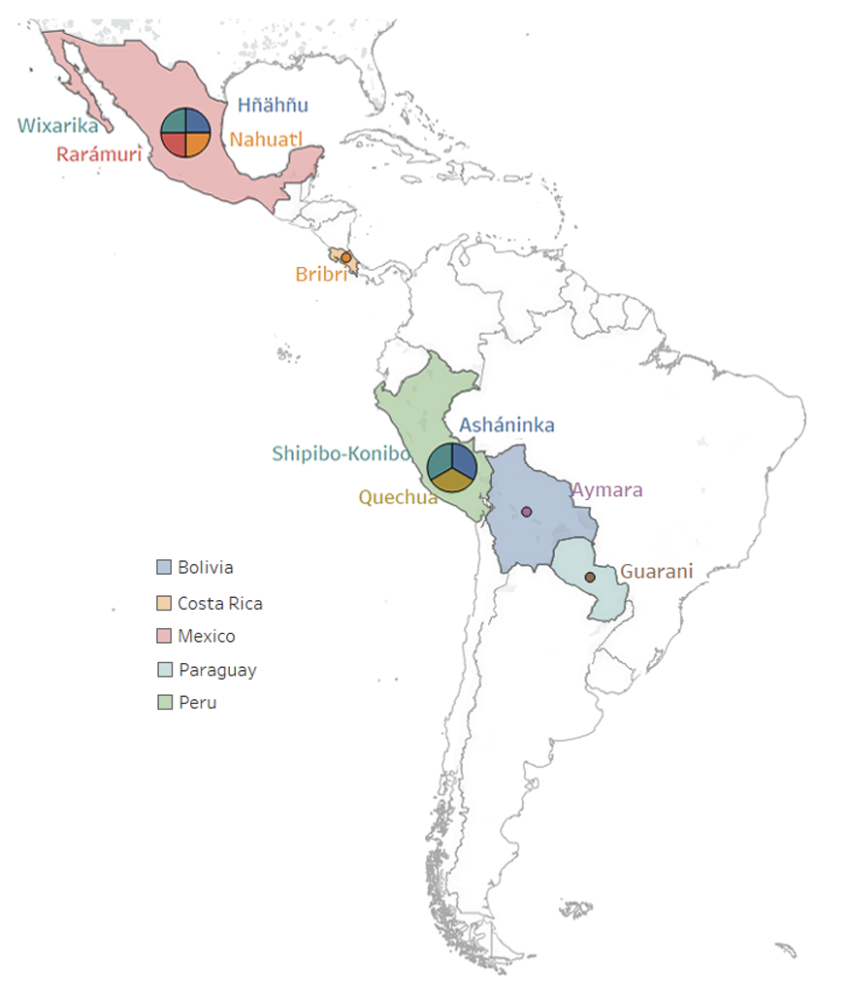 Hñähñu
Wixarika
Nahuatl
Rarámuri
Bribri
Asháninka
Shipibo-Konibo
Aymara
Quechua
Guarani
Bolivia
Costa Rica
Mexico
Paraguay
Peru